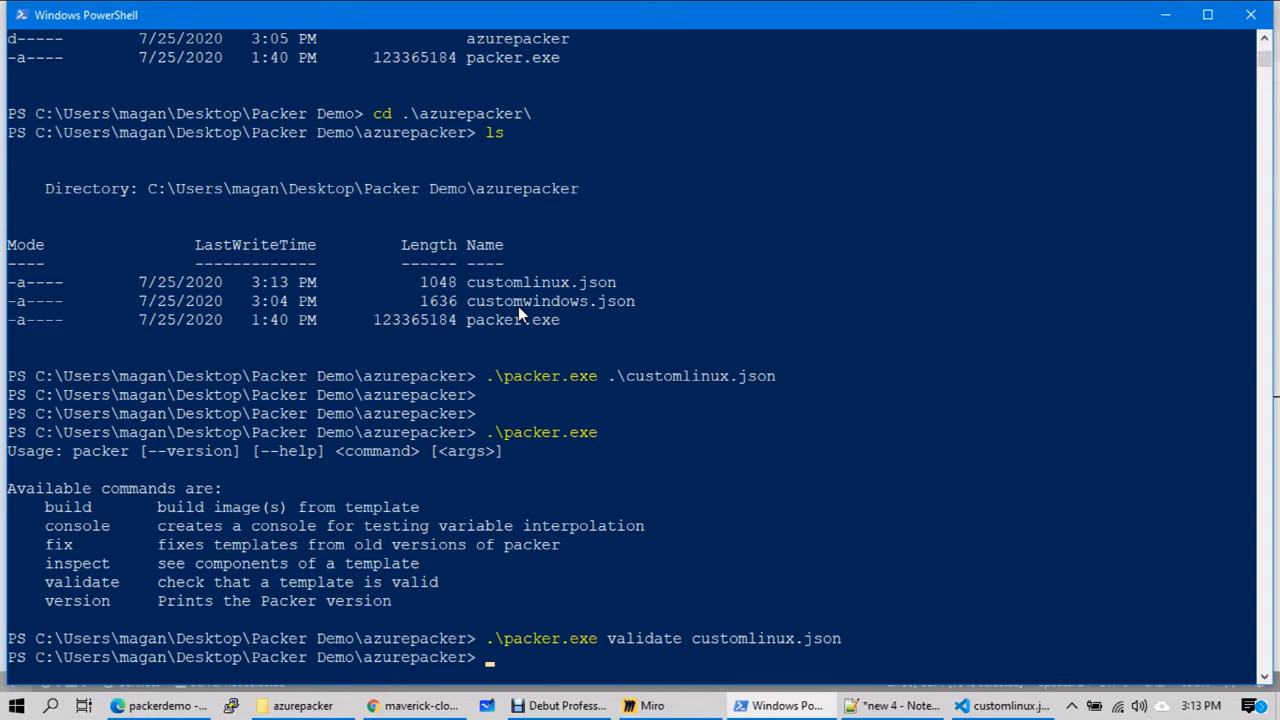 Windows PowerShell
d----- 7/25/2020 3:05 PM azurepacker
-a---- 7/25/2020 1:40 PM 123365184 packer.exe
PS C:\Users\magan\Desktop\Packer Demo> cd .\azurepacker\
PS C:\Users\magan\Desktop\Packer Demo\azurepacker> ls
Directory: C:\Users\magan\Desktop\Packer Demo\azurepacker
Mode LastWriteTime Length Name
---- ------------- ------ ----
-a---- 7/25/2020 3:13 PM 1048 customlinux.json
-a---- 7/25/2020 3:04 PM 1636 customwindows.json
-a---- 7/25/2020 1:40 PM 123365184 packer.exe
PS C:\Users\magan\Desktop\Packer Demo\azurepacker> .\packer.exe .\customlinux.json
PS C:\Users\magan\Desktop\Packer Demo\azurepacker>
PS C:\Users\magan\Desktop\Packer Demo\azurepacker>
PS C:\Users\magan\Desktop\Packer Demo\azurepacker> .\packer.exe
Usage: packer [--version] [--help] <command> [<args>]
Available commands are:
build build image(s) from template
console creates a console for testing variable interpolation
fix fixes templates from old versions of packer
inspect see components of a template
validate check that a template is valid
version Prints the Packer version
PS C:\Users\magan\Desktop\Packer Demo\azurepacker> .\packer.exe validate customlinux.json
PS C:\Users\magan\Desktop\Packer Demo\azurepacker>
packerdemo - ... azurepacker maverick-clo... Debut Profess... Miro Windows Po... *new 4 - Note... customlinux.j... 3:13 PM